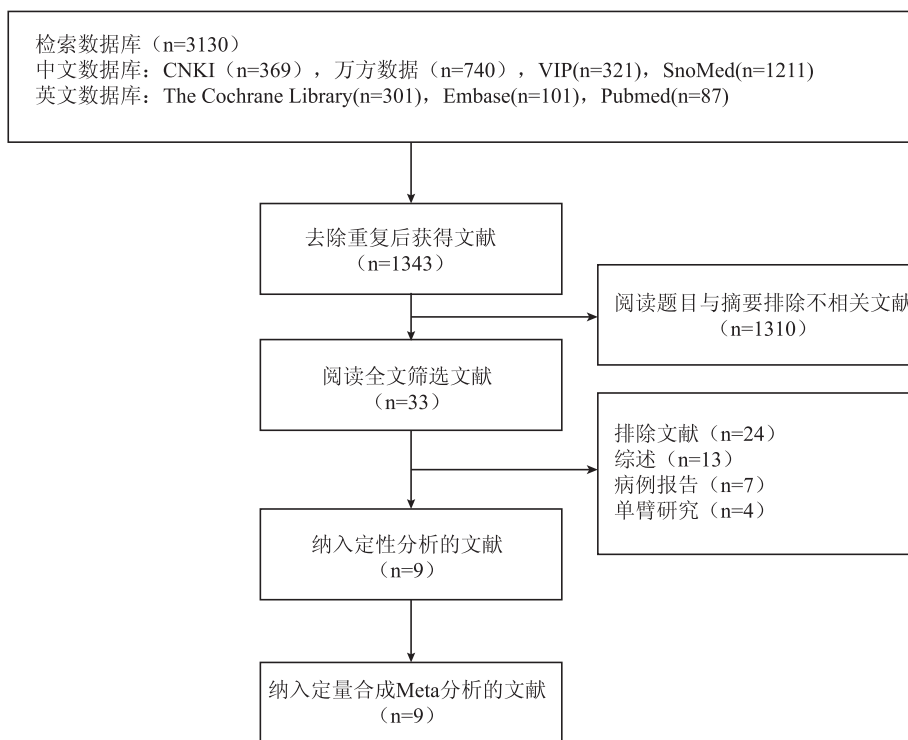 检索数据库（n=3130）
中文数据库：CNKI（n=369），万方数据（n=740），VIP(n=321)，SnoMed(n=1211)
英文数据库：The Cochrane Library(n=301)，Embase(n=101)，Pubmed(n=87)
去除重复后获得文献
（n=1343）
阅读题目与摘要排除不相关文献
（n=1310）
阅读全文筛选文献
(n=33)
排除文献（n=24）
综述（n=13）
病例报告（n=7）
单臂研究（n=4）
纳入定性分析的文献
(n=9)
纳入定量合成Meta分析的文献
(n=9)